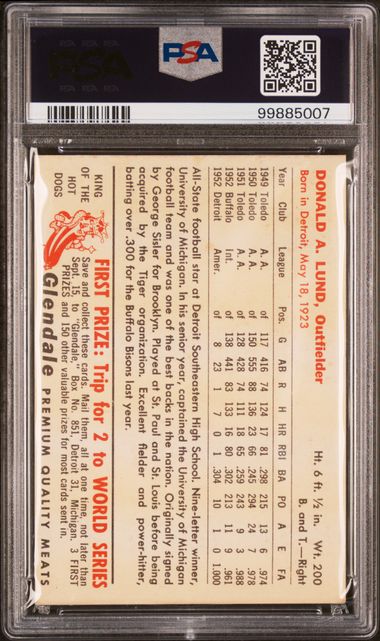 PSA
99885007
DONALD A. LUND, Outfielder Ht. 6 ft. ½ in., Wt. 200
Born in Detroit, May 18, 1923 B. and T.—Right
Year Club League Pos. G AB R H HR RBI BA PO A E FA
1949 Toledo A. A. of 117 416 74 124 17 81 .298 215 13 6 .974
1950 Toledo A. A. of 150 555 88 136 27 66 .245 294 24 7 .978
1951 Toledo A. A. of 128 428 74 111 18 65 .259 243 9 3 .988
1952 Buffalo Int. of 138 441 83 133 16 80 .302 213 11 9 .961
1952 Detroit Amer. of 8 23 1 7 0 1 .304 10 1 0 1.000
All-State football star at Detroit Southeastern High School. Nine-letter winner,
University of Michigan. In his senior year, captained the University of Michigan
football team and was one of the best backs in the nation. Originally signed
by George Sisler for Brooklyn. Played at St. Paul and St. Louis before being
acquired by the Tiger organization. Excellent fielder and power-hitter,
batting over .300 for the Buffalo Bisons last year.
KING
OF THE
HOT
DOGS
FIRST PRIZE: Trip for 2 to WORLD SERIES
Save and collect these cards. Mail them, all at one time, not later than
Sept. 15, to "Glendale," Box No. 851, Detroit 31, Michigan. 3 FIRST
PRIZES and 150 other valuable prizes for most cards sent in.
Glendale PREMIUM QUALITY MEATS